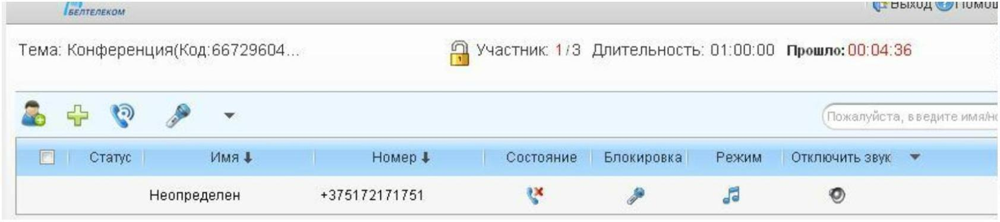 БЕЛТЕЛЕКОМ Выход
Тема: Конференция(Код:66729604... Участник: 1/3 Длительность: 01:00:00 Прошло: 00:04:36
Пожалуйста, введите имя/но
Статус Имя Номер Состояние Блокировка Режим Отключить звук
Неопределен +375172171751